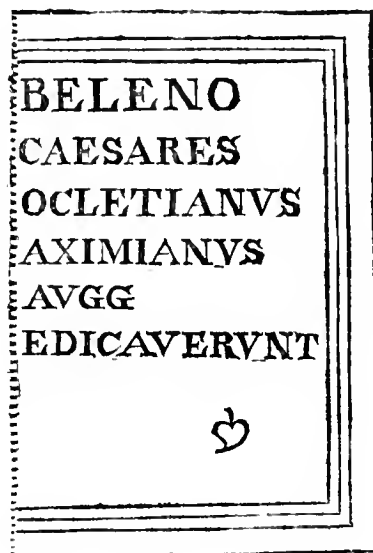 BELENO
CAESARES
OCLETIANVS
AXIMIANVS
AVGG
EDICAVERVNT